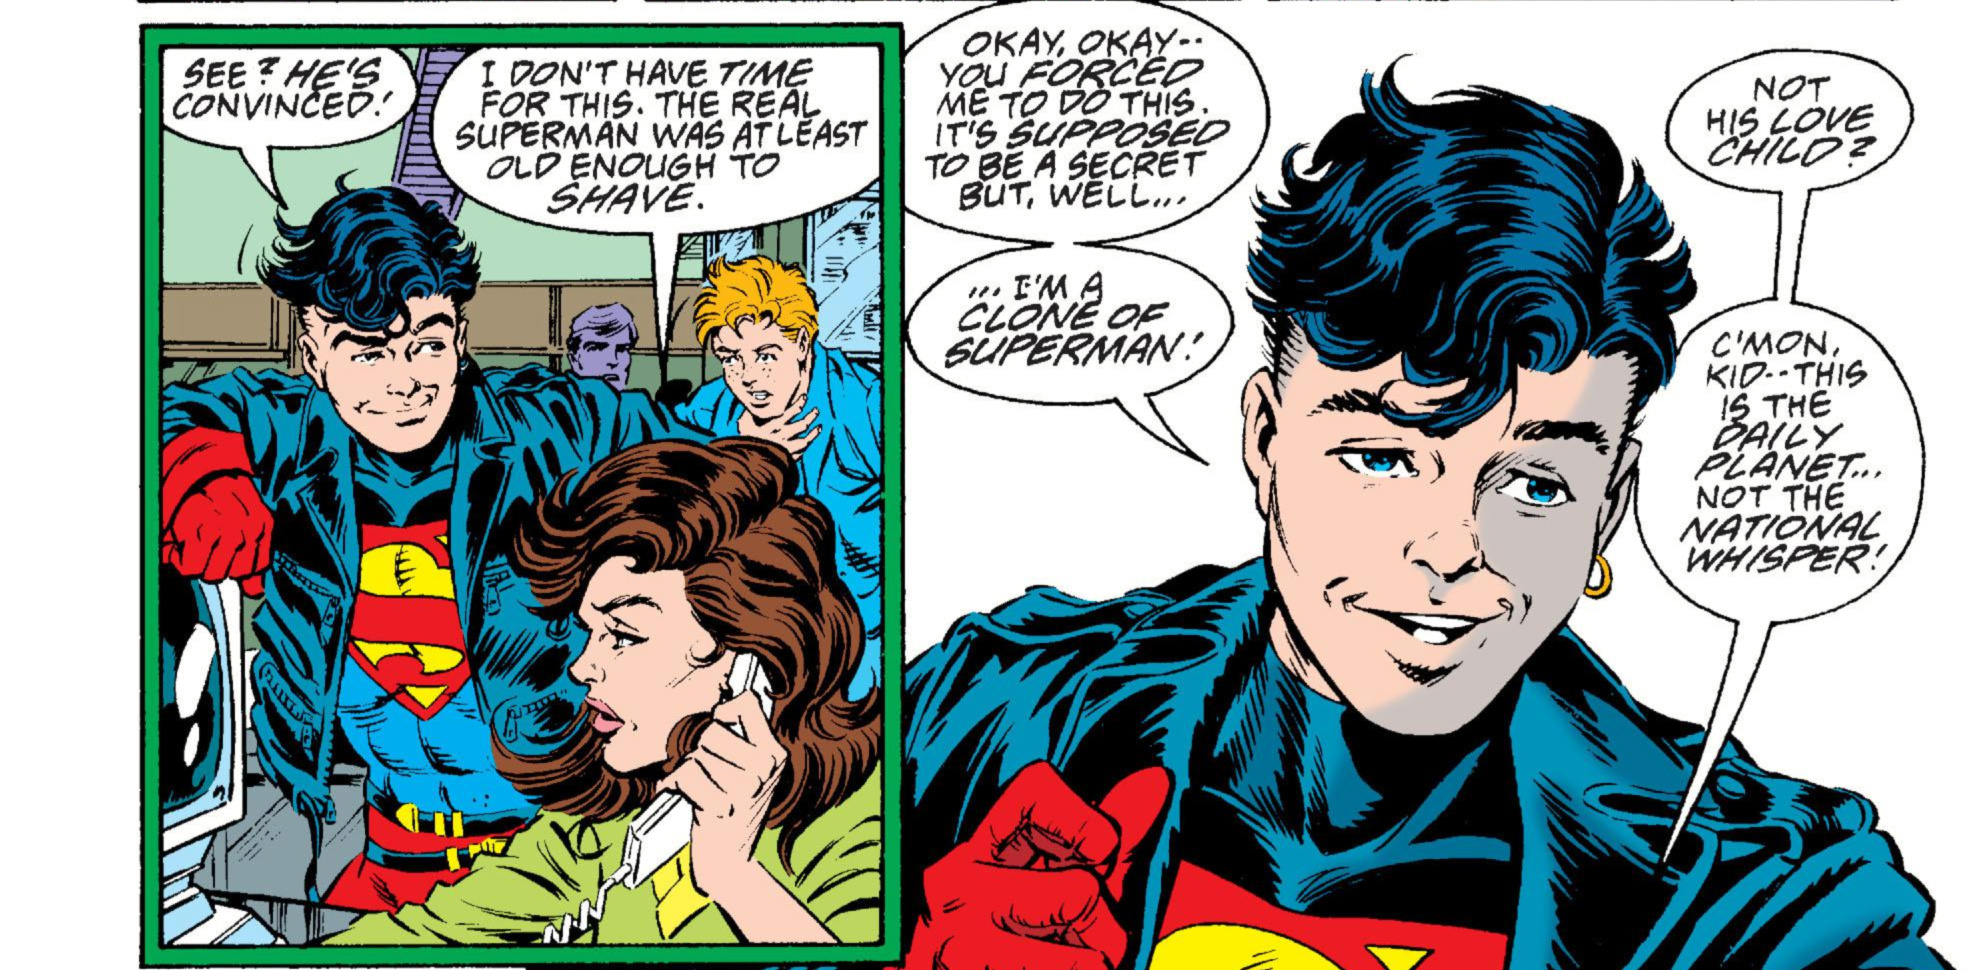 SEE? HE'S
CONVINCED!
I DON'T HAVE TIME
FOR THIS. THE REAL
SUPERMAN WAS AT LEAST
OLD ENOUGH TO
SHAVE.
OKAY, OKAY--
YOU FORCED
ME TO DO THIS.
IT'S SUPPOSED
TO BE A SECRET
BUT, WELL...
... I'M A
CLONE OF
SUPERMAN!
NOT
HIS LOVE
CHILD?
C'MON,
KID--THIS
IS THE
DAILY
PLANET...
NOT THE
NATIONAL
WHISPER!